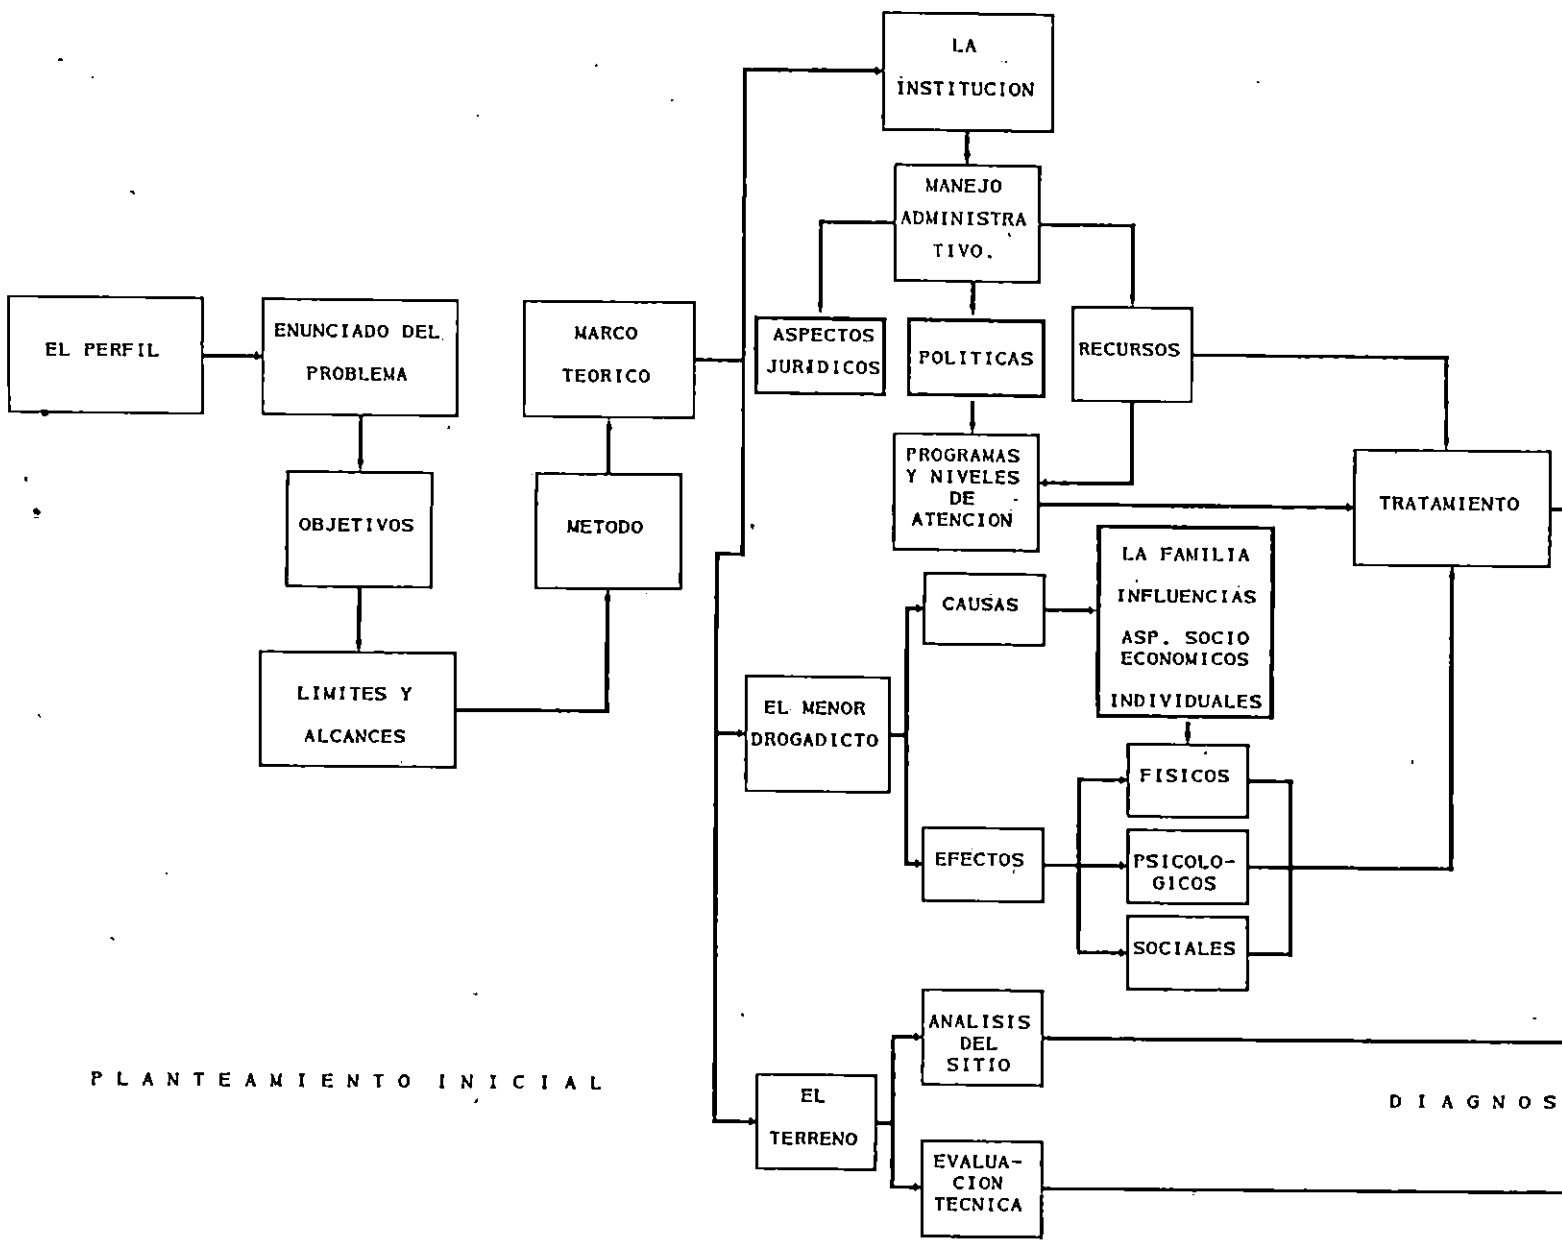 LA
INSTITUCION
MANEJO
ADMINISTRA
TIVO.
EL PERFIL
ENUNCIADO DEL
PROBLEMA
MARCO
TEORICO
ASPECTOS
JURIDICOS
POLITICAS
RECURSOS
OBJETIVOS
METODO
PROGRAMAS
Y NIVELES
DE
ATENCION
TRATAMIENTO
LIMITES Y
ALCANCES
CAUSAS
LA FAMILIA
INFLUENCIAS
ASP. SOCIO
ECONOMICOS
INDIVIDUALES
EL MENOR
DROGADICTO
FISICOS
EFECTOS
PSICOLO-
GICOS
SOCIALES
ANALISIS
DEL
SITIO
PLANTEAMIENTO INICIAL
EL
TERRENO
DIAGNOS
EVALUA-
CION
TECNICA